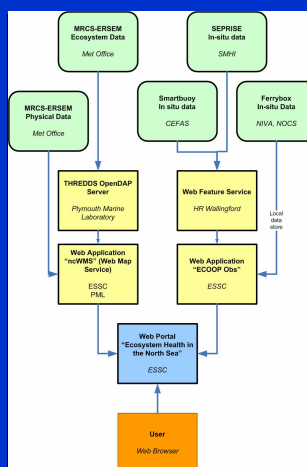 MRCS-ERSEM
Ecosystem Data
Met Office
SEPRISE
In-situ data
SMHI
MRCS-ERSEM
Physical Data
Met Office
Smartbuoy
In situ data
CEFAS
Ferrybox
In-situ Data
NIVA, NOCS
THREDDS OpenDAP
Server
Plymouth Marine
Laboratory
Web Feature Service
HR Wallingford
Local
data
store
Web Application
"ncWMS" (Web Map
Service)
ESSC
PML
Web Application
"ECOOP Obs"
ESSC
Web Portal
"Ecosystem Health in
the North Sea"
ESSC
User
Web Browser